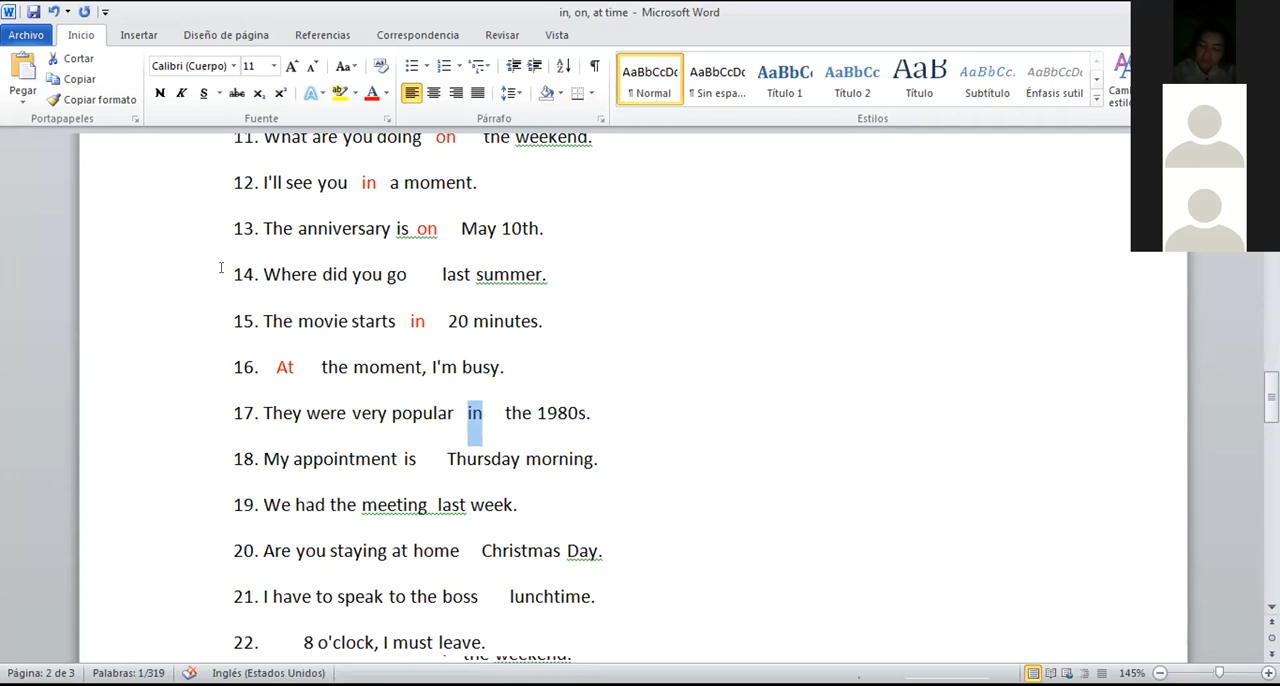 in, on, at time - Microsoft Word
Archivo Inicio Insertar Diseño de página Referencias Correspondencia Revisar Vista
Pegar
Cortar
Copiar
Copiar formato
Portapapeles
Calibri (Cuerpo) 11
Fuente
Párrafo
AaBbCcDc AaBbCcDc AaBbC AaBbCc AaB AaBbCc. AaBbCcDc
¶ Normal ¶ Sin espa... Título 1 Título 2 Título Subtítulo Énfasis sutil
Estilos
11. What are you doing on the weekend.
12. I'll see you in a moment.
13. The anniversary is on May 10th.
14. Where did you go last summer.
15. The movie starts in 20 minutes.
16. At the moment, I'm busy.
17. They were very popular in the 1980s.
18. My appointment is Thursday morning.
19. We had the meeting last week.
20. Are you staying at home Christmas Day.
21. I have to speak to the boss lunchtime.
22. 8 o'clock, I must leave.
the weekend.
Página: 2 de 3 Palabras: 1/319 Inglés (Estados Unidos) 145%